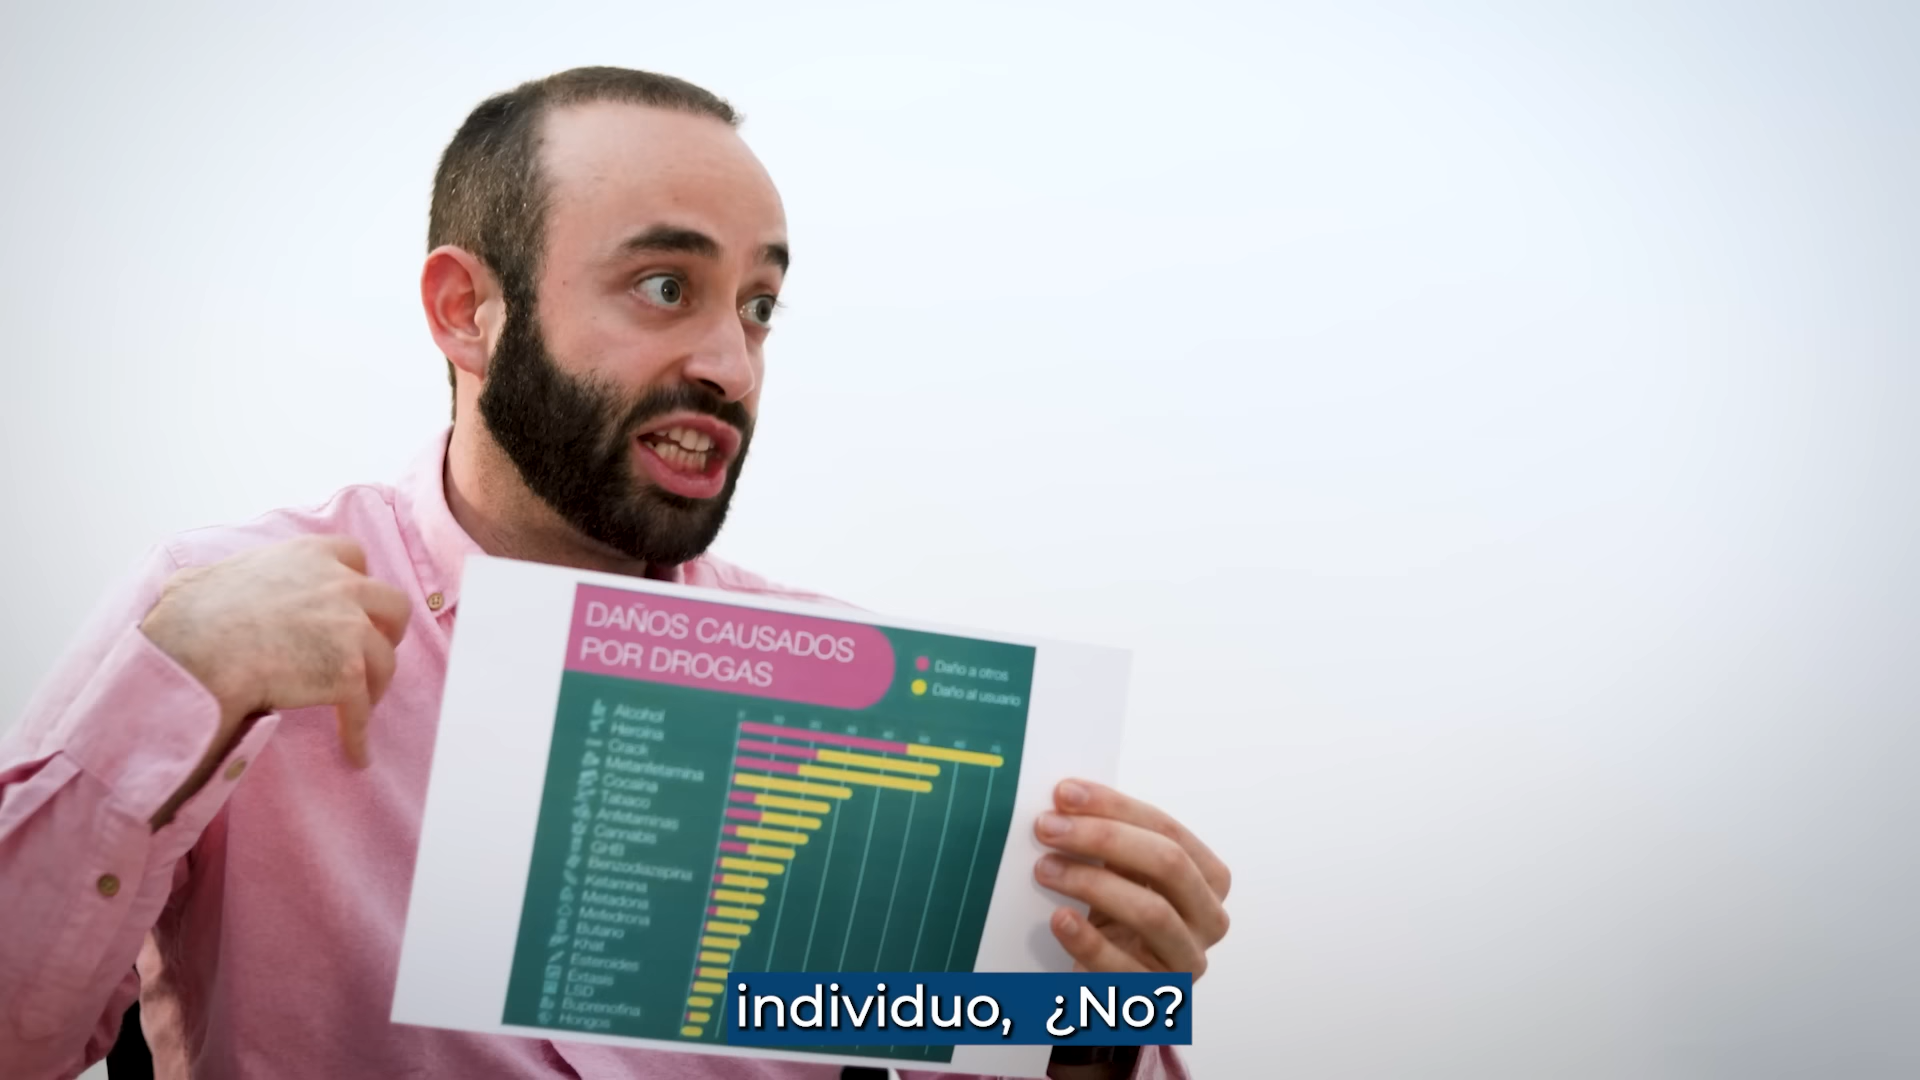 DAÑOS CAUSADOS
POR DROGAS
Daño a otros
Daño al usuario
Alcohol
Heroína
Crack
Metanfetamina
Cocaína
Tabaco
Anfetaminas
Cannabis
GHB
Benzodiazepina
Ketamina
Metadona
Mefedrona
Butano
Khat
Esteroides
Éxtasis
LSD
Buprenofina
Hongos
individuo, ¿No?